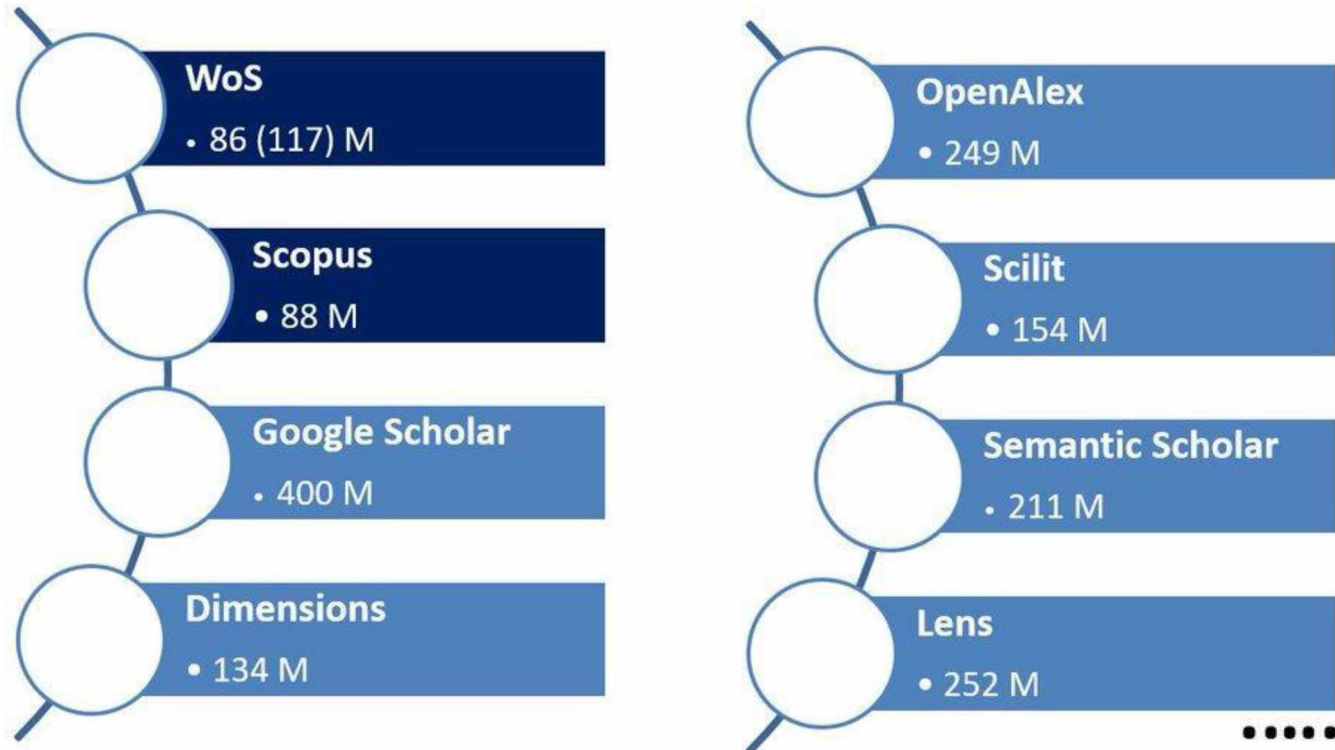 WoS
• 86 (117) M
Scopus
• 88 M
Google Scholar
• 400 M
Dimensions
• 134 M
OpenAlex
• 249 M
Scilit
• 154 M
Semantic Scholar
• 211 M
Lens
• 252 M
.....